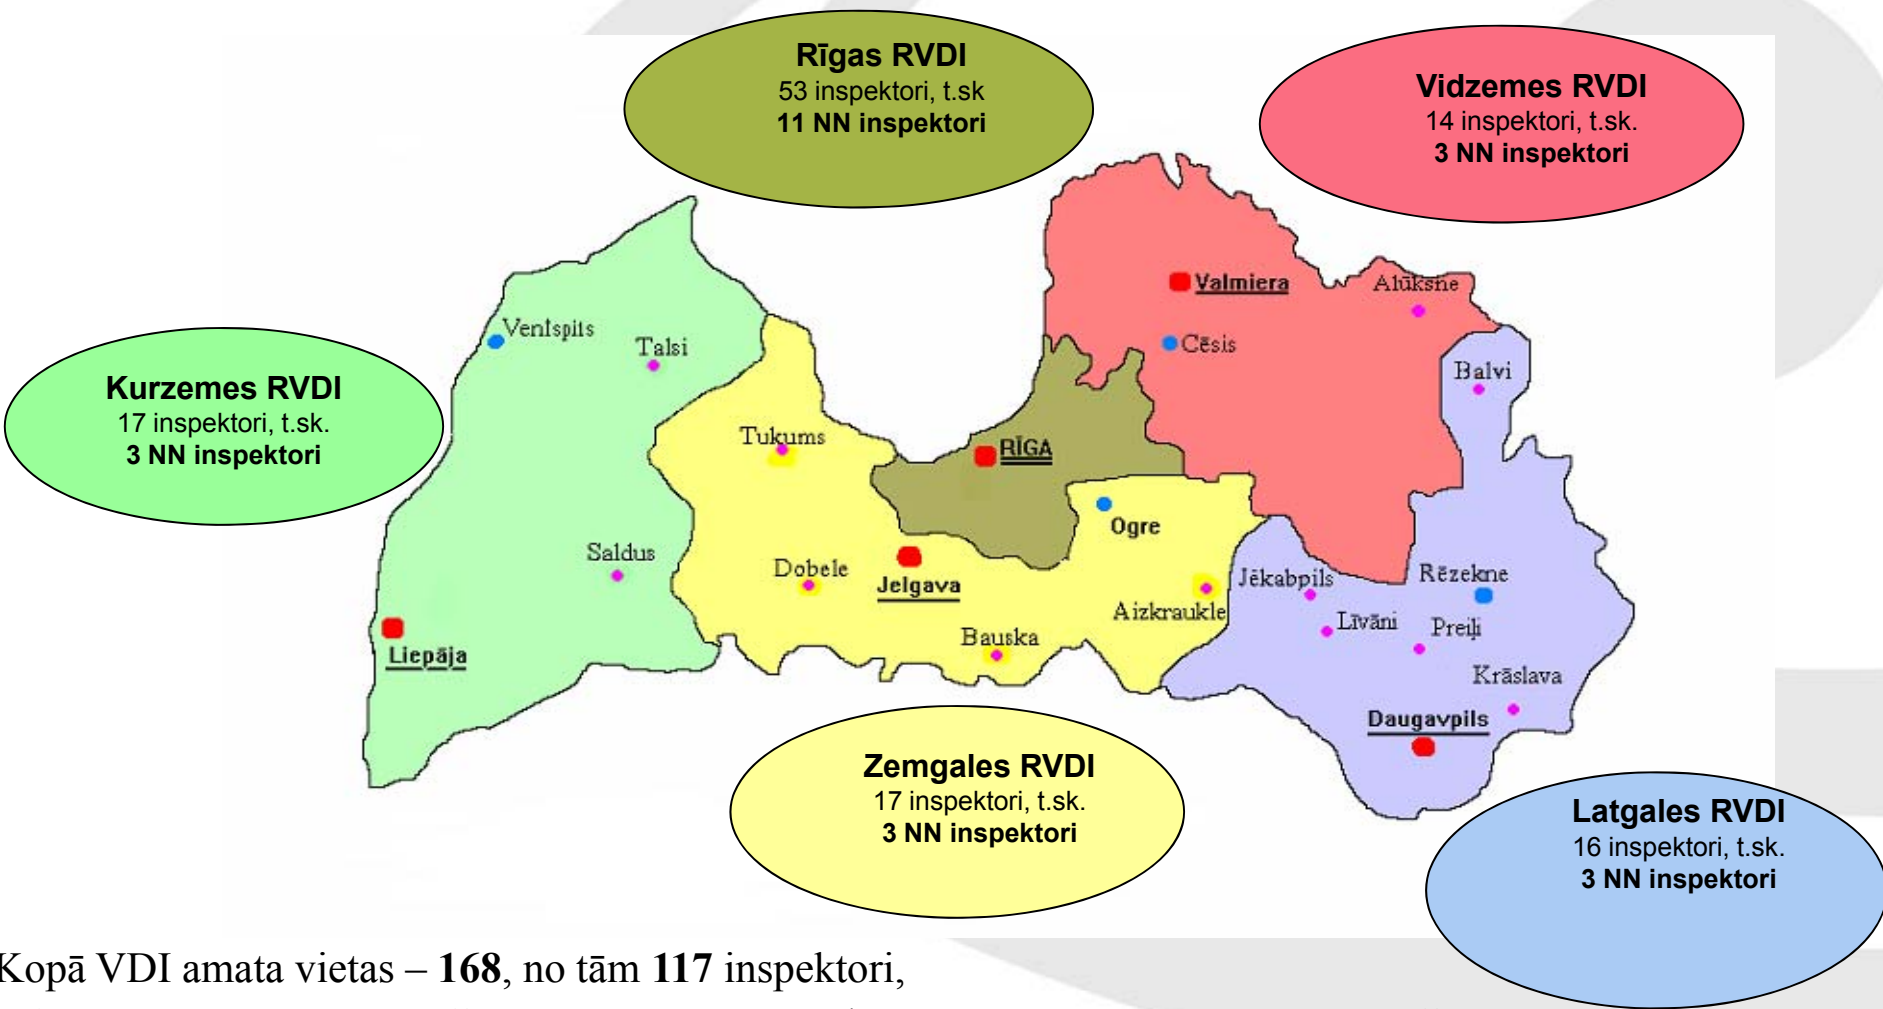 Rīgas RVDI
53 inspektori, t.sk
11 NN inspektori
Vidzemes RVDI
14 inspektori, t.sk.
3 NN inspektori
Kurzemes RVDI
17 inspektori, t.sk.
3 NN inspektori
Valmiera
Alūksne
Ventspils
Talsi
Cēsis
Balvi
Tukums
RĪGA
Ogre
Saldus
Dobele
Jelgava
Jēkabpils
Rēzekne
Aizkraukle
Līvāni
Preiļi
Bauska
Liepāja
Krāslava
Daugavpils
Zemgales RVDI
17 inspektori, t.sk.
3 NN inspektori
Latgales RVDI
16 inspektori, t.sk.
3 NN inspektori
Kopā VDI amata vietas – 168, no tām 117 inspektori,